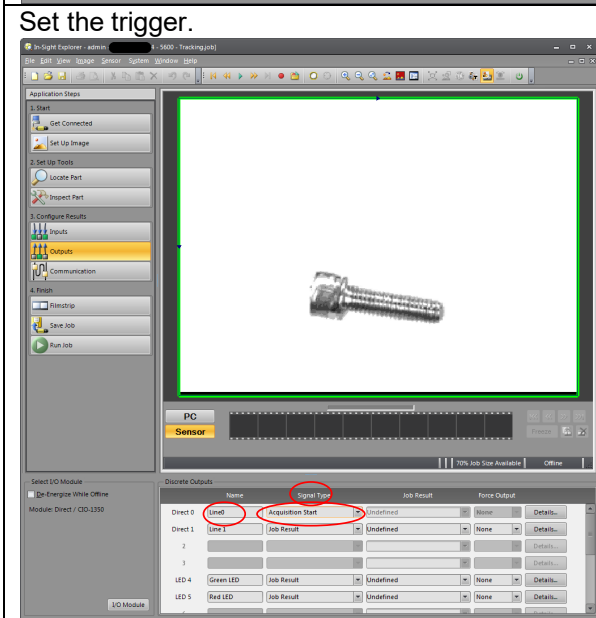 Set the trigger.
In-Sight Explorer - admin 4 - 5600 - Tracking.job]
File Edit View Image Sensor System Window Help
Application Steps
1. Start
Get Connected
Set Up Image
2. Set Up Tools
Locate Part
Inspect Part
3. Configure Results
Inputs
Outputs
Communication
4. Finish
Filmstrip
Save Job
Run Job
PC
Sensor
Freeze
70% Job Size Available Offline
Select I/O Module
De-Energize While Offline
Module: Direct / CIO-1350
I/O Module
Discrete Outputs
Name Signal Type Job Result Force Output
Direct 0 Line0 Acquisition Start Undefined None Details...
Direct 1 Line 1 Job Result Undefined None Details...
2 Details...
3 Details...
LED 4 Green LED Job Result Undefined None Details...
LED 5 Red LED Job Result Undefined None Details...